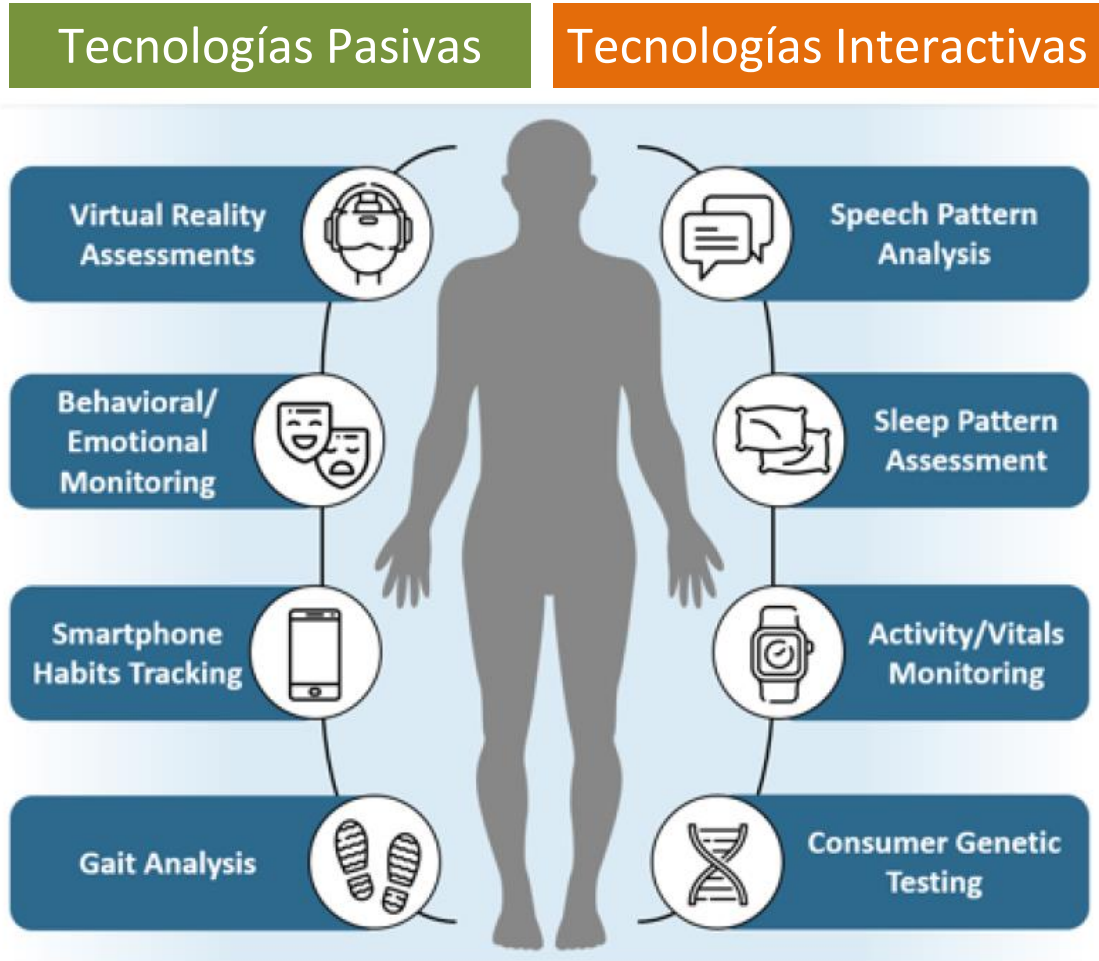 Tecnologías Pasivas
Tecnologías Interactivas
Virtual Reality
Assessments
Speech Pattern
Analysis
Behavioral/
Emotional
Monitoring
Sleep Pattern
Assessment
Smartphone
Habits Tracking
Activity/Vitals
Monitoring
Gait Analysis
Consumer Genetic
Testing